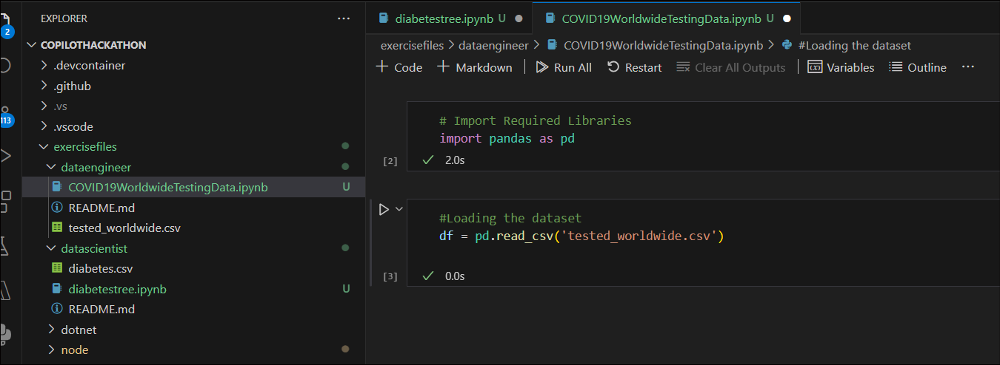 2
113
EXPLORER ···
COPILOTHACKATHON
.devcontainer
.github
.vs
.vscode
exercisefiles
dataengineer
COVID19WorldwideTestingData.ipynb U
README.md
tested_worldwide.csv
datascientist
diabetes.csv
diabetestree.ipynb U
README.md
dotnet
node
diabetestree.ipynb U COVID19WorldwideTestingData.ipynb U
exercisefiles > dataengineer > COVID19WorldwideTestingData.ipynb > #Loading the dataset
+ Code + Markdown | Run All Restart Clear All Outputs | Variables Outline ···
# Import Required Libraries
import pandas as pd
[2] ✓ 2.0s
#Loading the dataset
df = pd.read_csv('tested_worldwide.csv')
[3] ✓ 0.0s